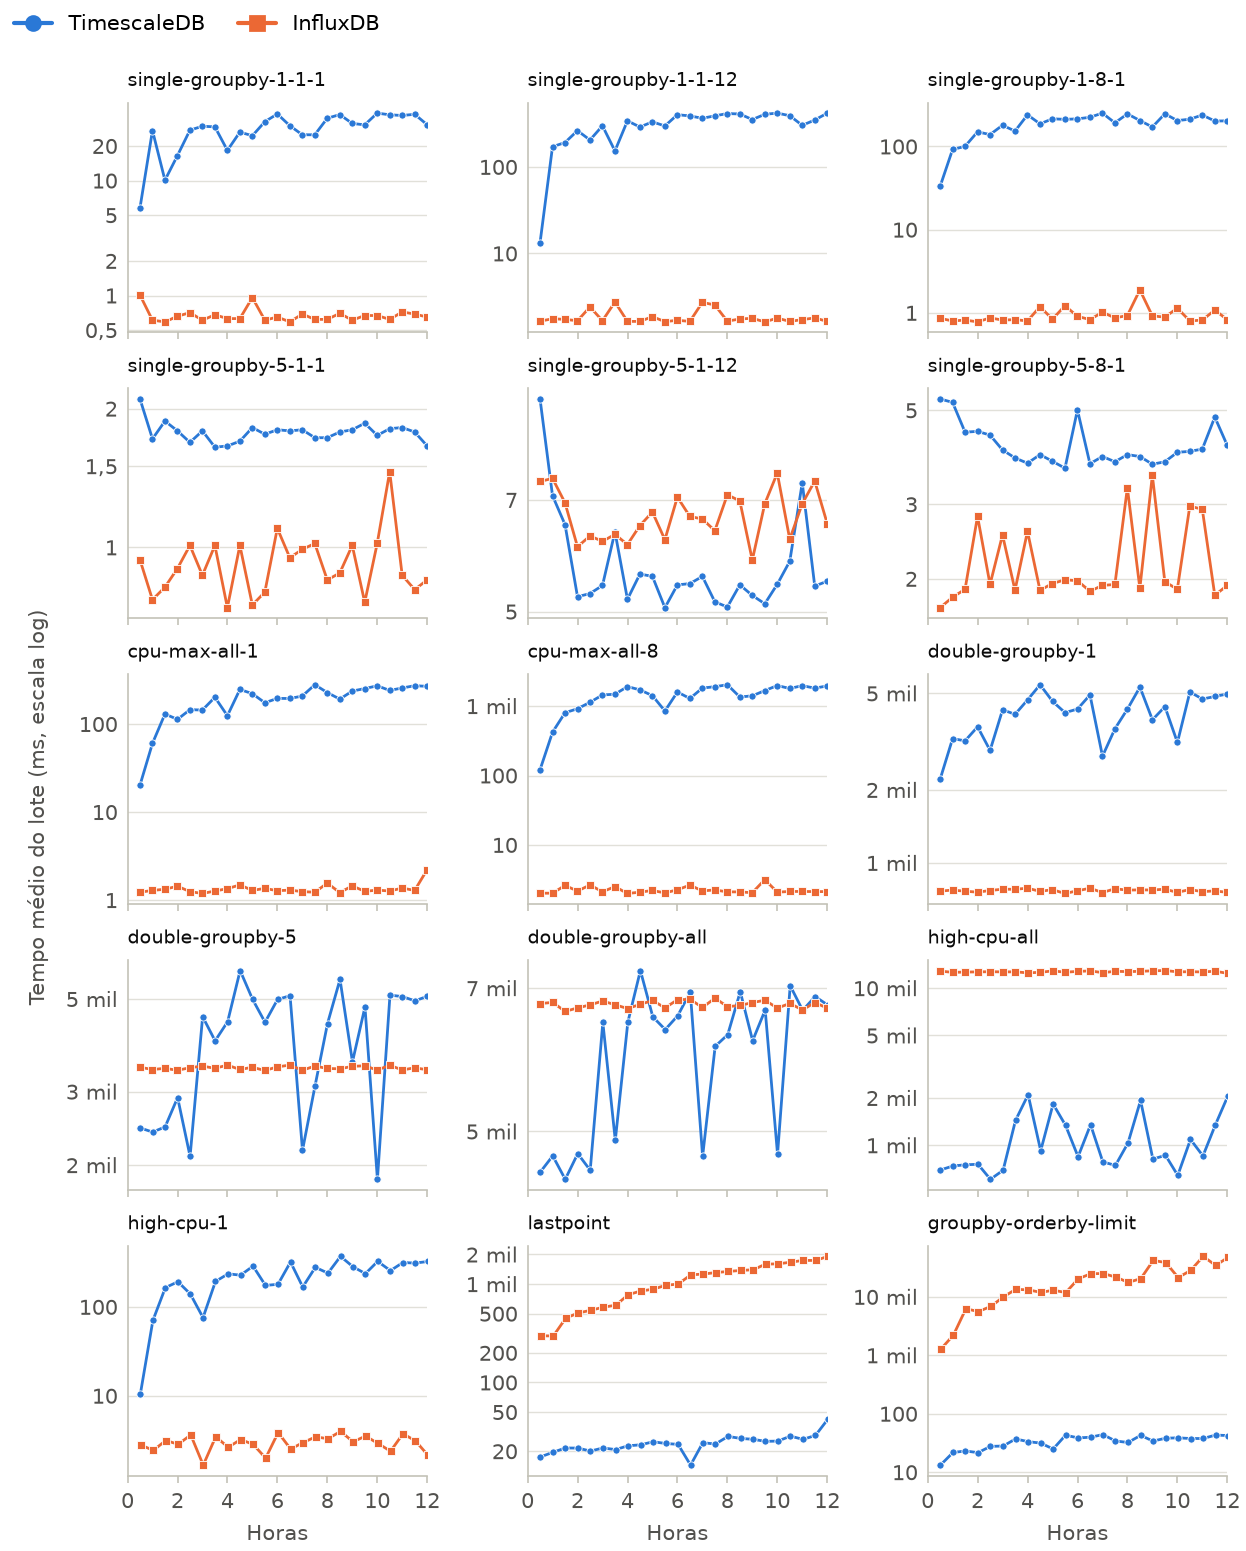 TimescaleDB InfluxDB
single-groupby-1-1-1 single-groupby-1-1-12 single-groupby-1-8-1
20
10
5
2
1
0,5
100
10
100
10
1
single-groupby-5-1-1 single-groupby-5-1-12 single-groupby-5-8-1
2
1,5
1
7
5
5
3
2
Tempo médio do lote (ms, escala log)
cpu-max-all-1 cpu-max-all-8 double-groupby-1
100
10
1
1 mil
100
10
5 mil
2 mil
1 mil
double-groupby-5 double-groupby-all high-cpu-all
5 mil
3 mil
2 mil
7 mil
5 mil
10 mil
5 mil
2 mil
1 mil
high-cpu-1 lastpoint groupby-orderby-limit
100
10
2 mil
1 mil
500
200
100
50
20
10 mil
1 mil
100
10
0 2 4 6 8 10 12 0 2 4 6 8 10 12 0 2 4 6 8 10 12
Horas Horas Horas